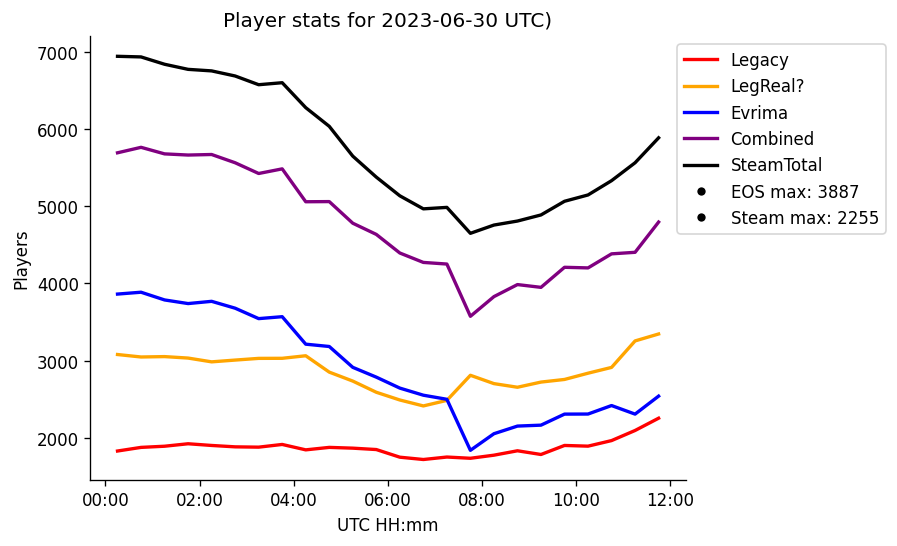 Player stats for 2023-06-30 UTC)
7000
6000
5000
4000
3000
2000
Players
00:00 02:00 04:00 06:00 08:00 10:00 12:00
UTC HH:mm
Legacy
LegReal?
Evrima
Combined
SteamTotal
EOS max: 3887
Steam max: 2255